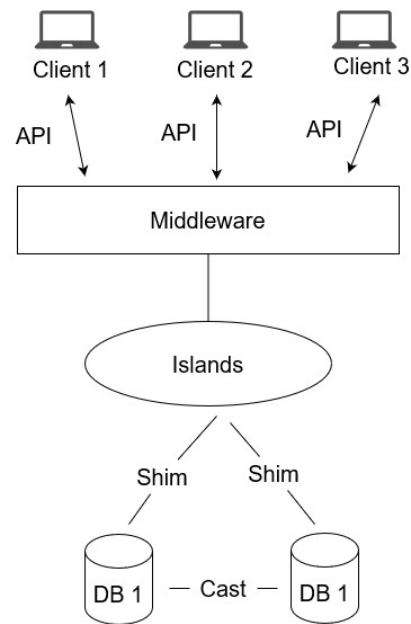 Client 1
Client 2
Client 3
API
API
API
Middleware
Islands
Shim
Shim
DB 1
Cast
DB 1